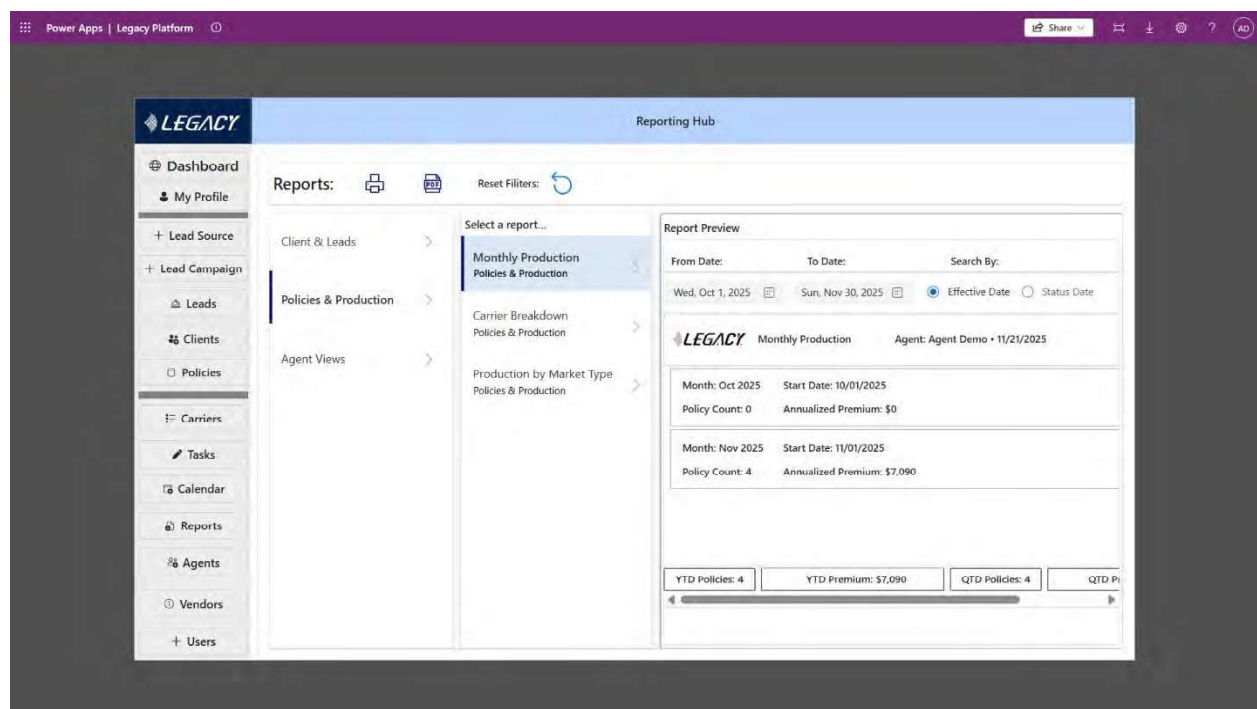 Power Apps | Legacy Platform
Share
?
AD
LEGACY
Reporting Hub
Dashboard
My Profile
+ Lead Source
+ Lead Campaign
Leads
Clients
Policies
Carriers
Tasks
Calendar
Reports
Agents
Vendors
+ Users
Reports:
PDF
Reset Filiters:
Client & Leads
Policies & Production
Agent Views
Select a report...
Monthly Production
Policies & Production
Carrier Breakdown
Policies & Production
Production by Market Type
Policies & Production
Report Preview
From Date: To Date: Search By:
Wed, Oct 1, 2025 Sun, Nov 30, 2025 Effective Date Status Date
LEGACY Monthly Production Agent: Agent Demo • 11/21/2025
Month: Oct 2025 Start Date: 10/01/2025
Policy Count: 0 Annualized Premium: $0
Month: Nov 2025 Start Date: 11/01/2025
Policy Count: 4 Annualized Premium: $7,090
YTD Policies: 4 YTD Premium: $7,090 QTD Policies: 4 QTD P